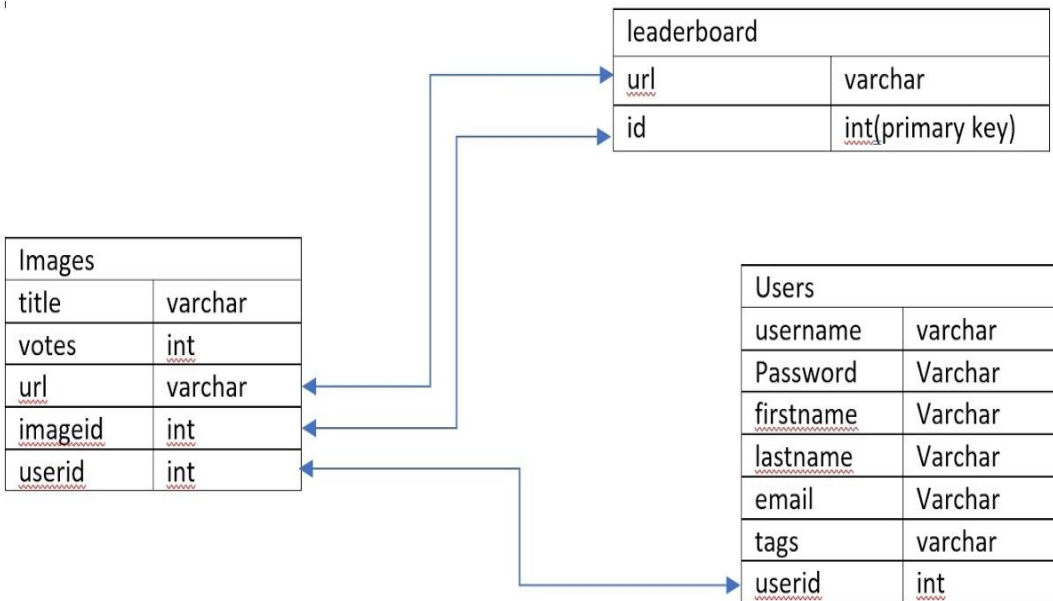 leaderboard
url varchar
id int(primary key)
Images
title varchar
votes int
url varchar
imageid int
userid int
Users
username varchar
Password Varchar
firstname Varchar
lastname Varchar
email Varchar
tags varchar
userid int